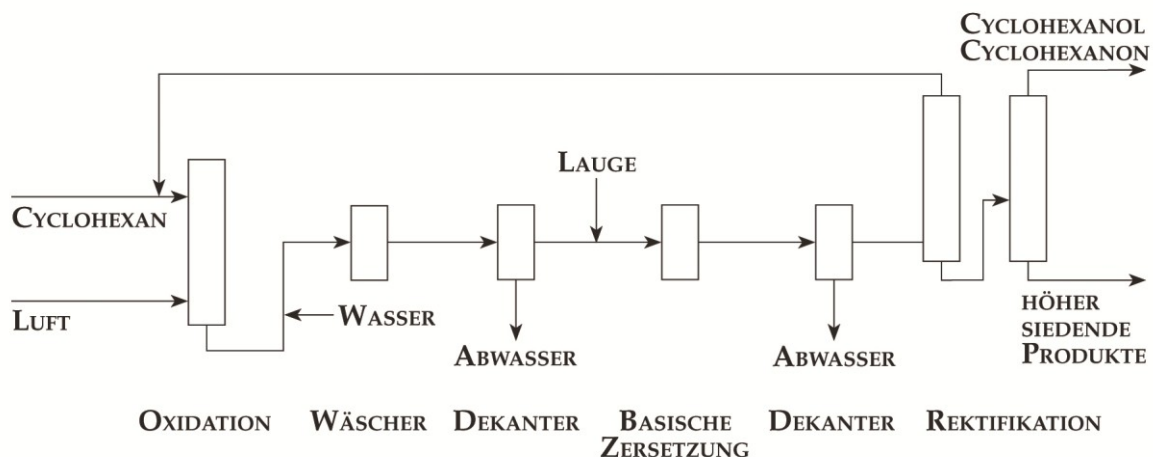 CYCLOHEXANOL
CYCLOHEXANON
LAUGE
CYCLOHEXAN
LUFT
WASSER
ABWASSER
ABWASSER
HÖHER
SIEDENDE
PRODUKTE
OXIDATION
WÄSCHER
DEKANTER
BASISCHE
ZERSETZUNG
DEKANTER
REKTIFIKATION